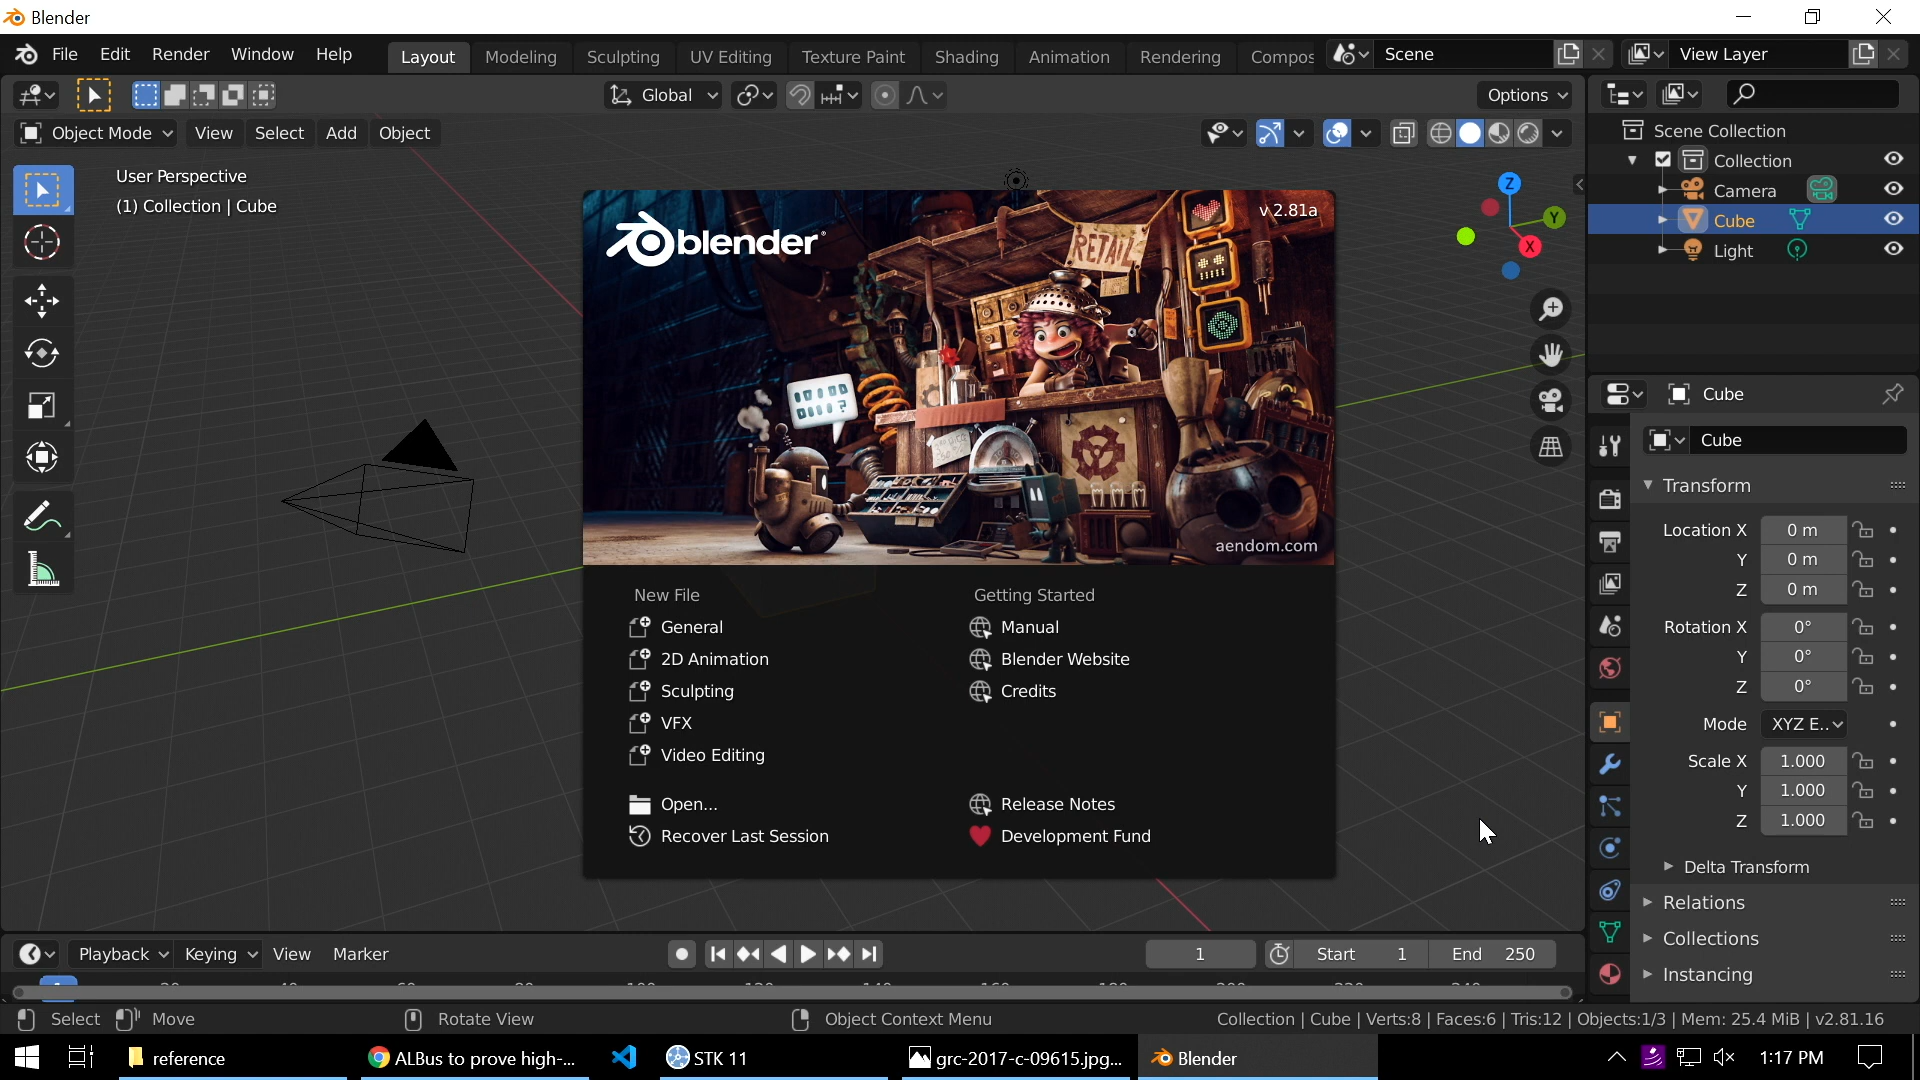 Blender
File Edit Render Window Help Layout Modeling Sculpting UV Editing Texture Paint Shading Animation Rendering Compos Scene View Layer
Global Options
Object Mode View Select Add Object
User Perspective
(1) Collection | Cube
Z
Y
X
Scene Collection
Collection
Camera
Cube
Light
blender
v 2.81a
RETAIL
aendom.com
New File
General
2D Animation
Sculpting
VFX
Video Editing
Open...
Recover Last Session
Getting Started
Manual
Blender Website
Credits
Release Notes
Development Fund
Cube
Cube
Transform
Location X 0 m
Y 0 m
Z 0 m
Rotation X 0°
Y 0°
Z 0°
Mode XYZ E..
Scale X 1.000
Y 1.000
Z 1.000
Delta Transform
Relations
Collections
Instancing
Playback Keying View Marker 1 Start 1 End 250
Select Move Rotate View Object Context Menu Collection | Cube | Verts:8 | Faces:6 | Tris:12 | Objects:1/3 | Mem: 25.4 MiB | v2.81.16
reference ALBus to prove high-... STK 11 grc-2017-c-09615.jpg... Blender 1:17 PM